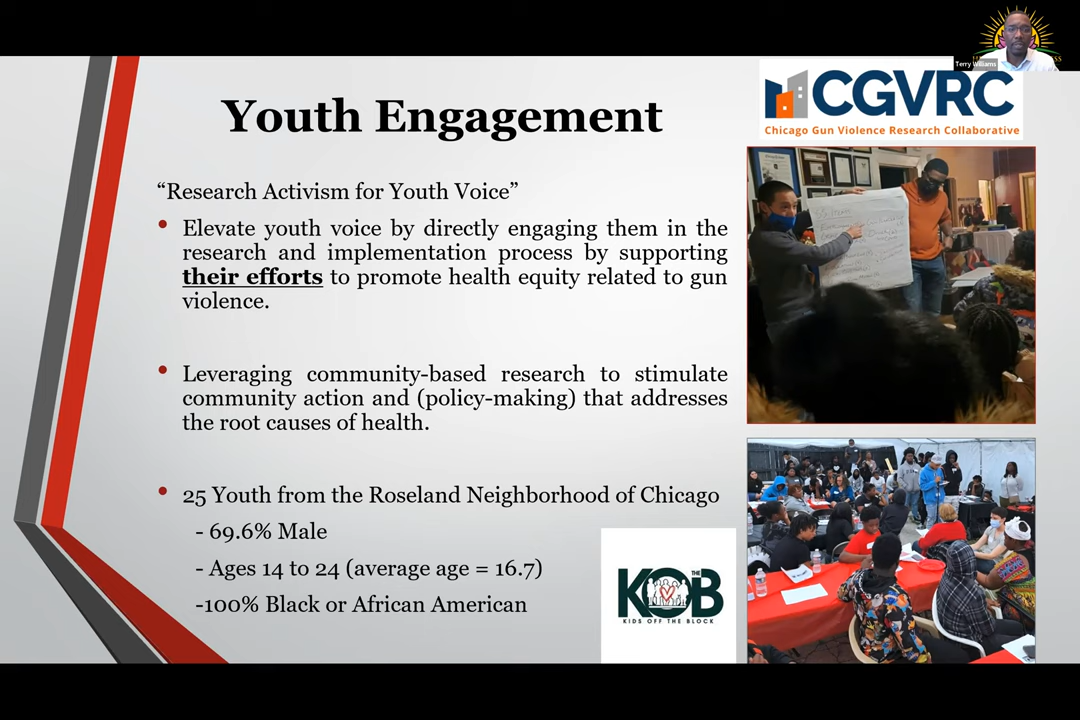 Terry Williams
CGVRC
Chicago Gun Violence Research Collaborative
Youth Engagement
“Research Activism for Youth Voice”
• Elevate youth voice by directly engaging them in the
research and implementation process by supporting
their efforts to promote health equity related to gun
violence.
• Leveraging community-based research to stimulate
community action and (policy-making) that addresses
the root causes of health.
• 25 Youth from the Roseland Neighborhood of Chicago
- 69.6% Male
- Ages 14 to 24 (average age = 16.7)
-100% Black or African American
THE
KOB
KIDS OFF THE BLOCK